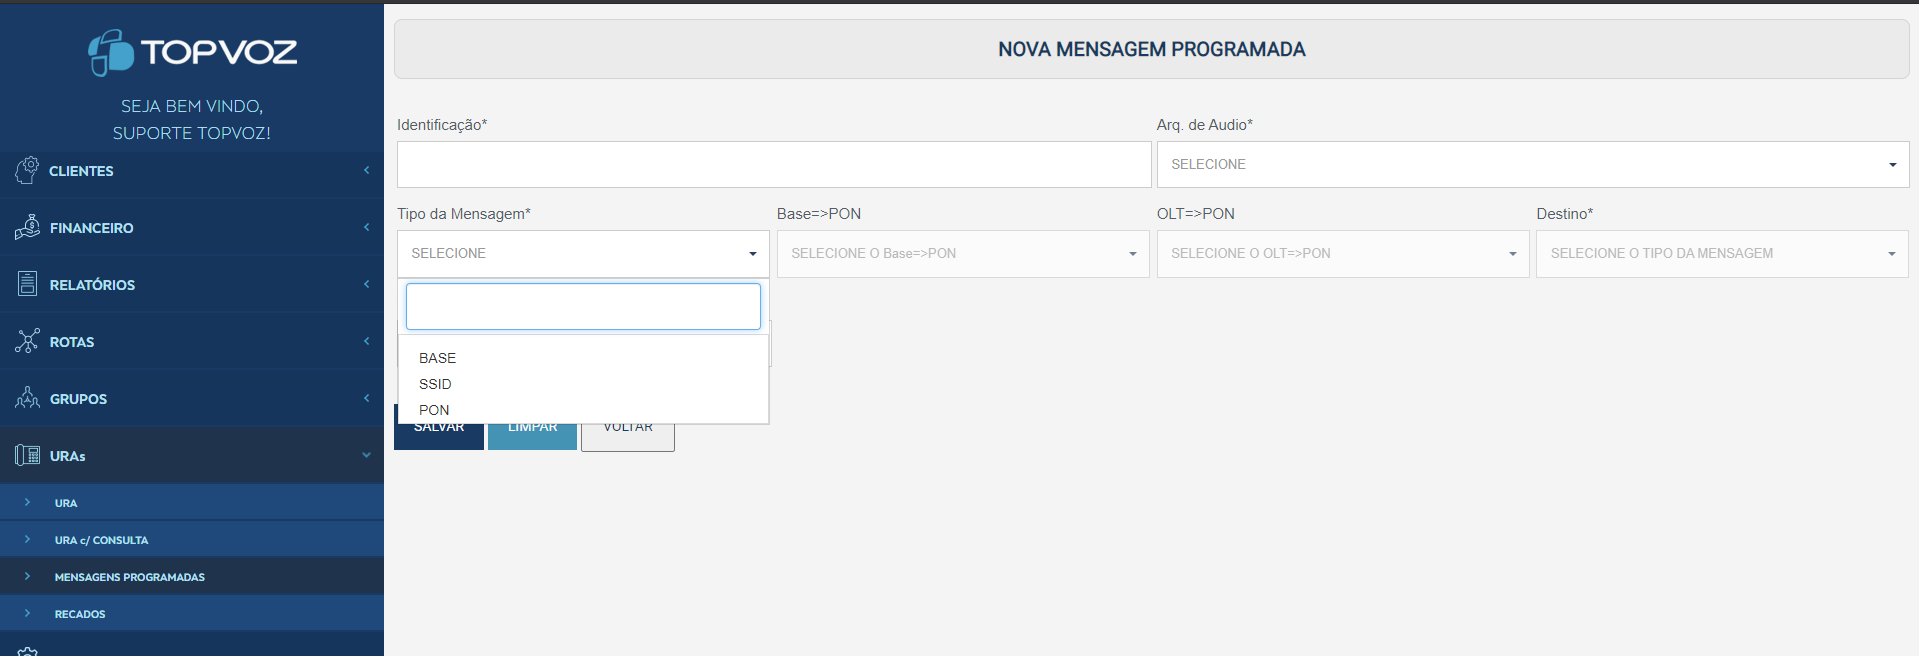 TOPVOZ
SEJA BEM VINDO,
SUPORTE TOPVOZ!
CLIENTES
FINANCEIRO
RELATÓRIOS
ROTAS
GRUPOS
URAs
URA
URA c/ CONSULTA
MENSAGENS PROGRAMADAS
RECADOS
NOVA MENSAGEM PROGRAMADA
Identificação*
Arq. de Audio*
SELECIONE
Tipo da Mensagem*
Base=>PON
OLT=>PON
Destino*
SELECIONE
SELECIONE O Base=>PON
SELECIONE O OLT=>PON
SELECIONE O TIPO DA MENSAGEM
BASE
SSID
PON
SALVAR
LIMPAR
VOLTAR